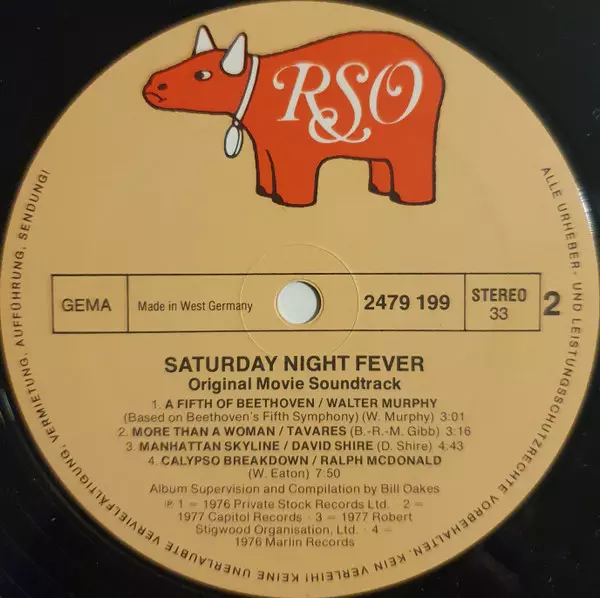 RSO
GEMA
Made in West Germany
2479 199
STEREO
33
2
SATURDAY NIGHT FEVER
Original Movie Soundtrack
1. A FIFTH OF BEETHOVEN / WALTER MURPHY
(Based on Beethoven's Fifth Symphony) (W. Murphy) 3:01
2. MORE THAN A WOMAN / TAVARES (B.-R.-M. Gibb) 3:16
3. MANHATTAN SKYLINE / DAVID SHIRE (D. Shire) 4:43
4. CALYPSO BREAKDOWN / RALPH MCDONALD
(W. Eaton) 7:50
Album Supervision and Compilation by Bill Oakes
℗ 1 = 1976 Private Stock Records Ltd. · 2 =
1977 Capitol Records · 3 = 1977 Robert
Stigwood Organisation, Ltd. · 4 =
1976 Marlin Records
ALLE URHEBER- UND LEISTUNGSSCHUTZRECHTE VORBEHALTEN. KEIN VERLEIH! KEINE UNERLAUBTE VERVIELFÄLTIGUNG, VERMIETUNG, AUFFÜHRUNG, SENDUNG!